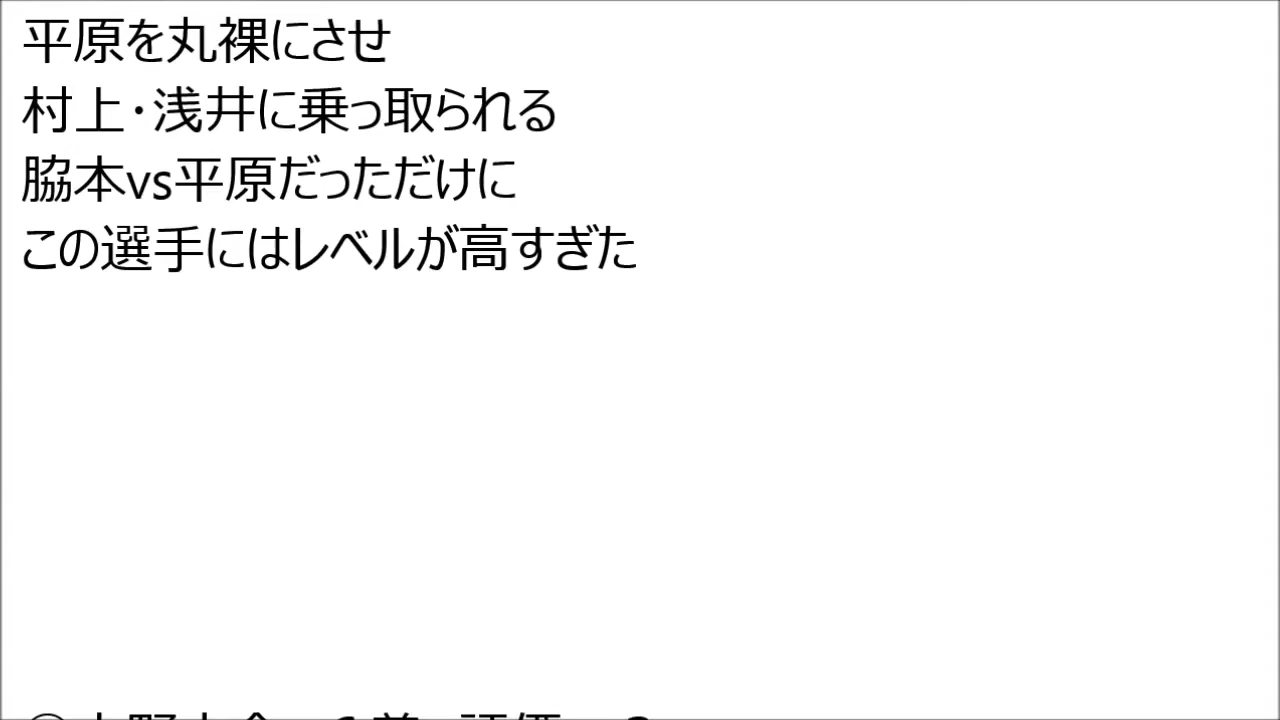 平原を丸裸にさせ
村上・浅井に乗っ取られる
脇本vs平原だっただけに
この選手にはレベルが高すぎた